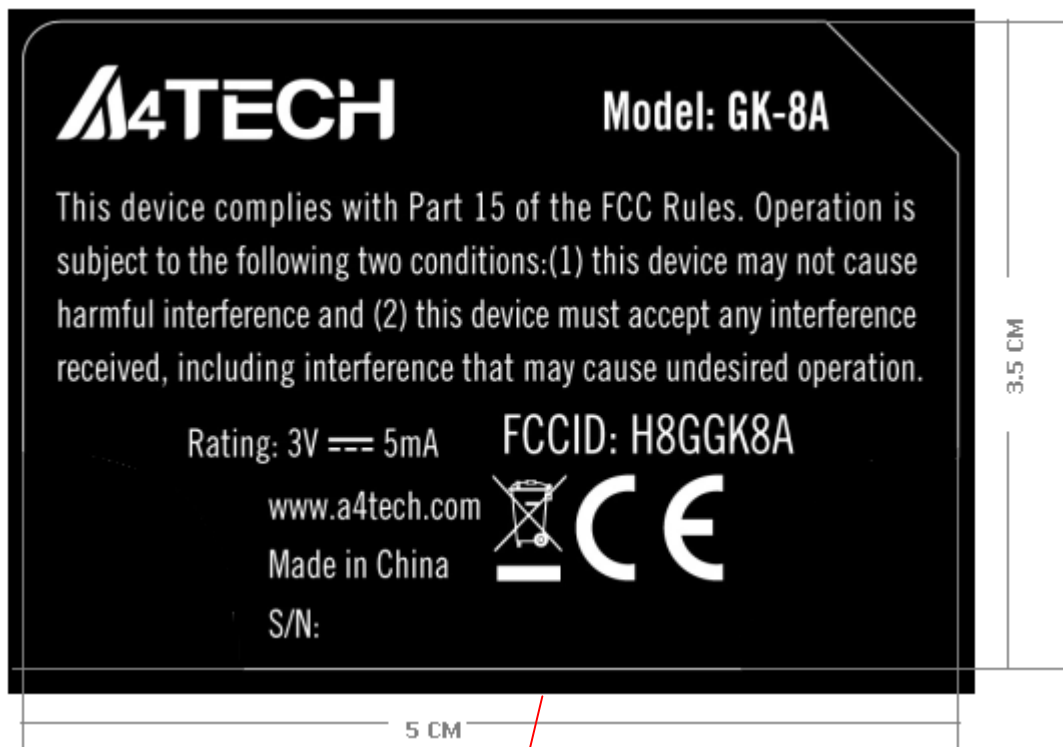 A4TECH Model: GK-8A
This device complies with Part 15 of the FCC Rules. Operation is
subject to the following two conditions:(1) this device may not cause
harmful interference and (2) this device must accept any interference
received, including interference that may cause undesired operation.
Rating: 3V ⎓ 5mA FCCID: H8GGK8A
www.a4tech.com
CE
Made in China
S/N:
3.5 CM
5 CM